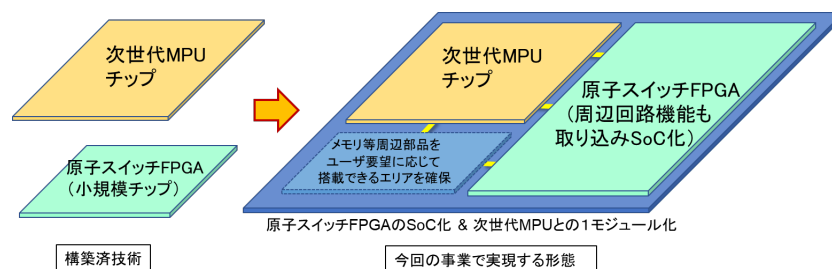 次世代MPU
チップ
原子スイッチFPGA
(小規模チップ)
構築済技術
次世代MPU
チップ
原子スイッチFPGA
(周辺回路機能も
取り込みSoC化)
メモリ等周辺部品を
ユーザ要望に応じて
搭載できるエリアを確保
原子スイッチFPGAのSoC化 & 次世代MPUとの1モジュール化
今回の事業で実現する形態